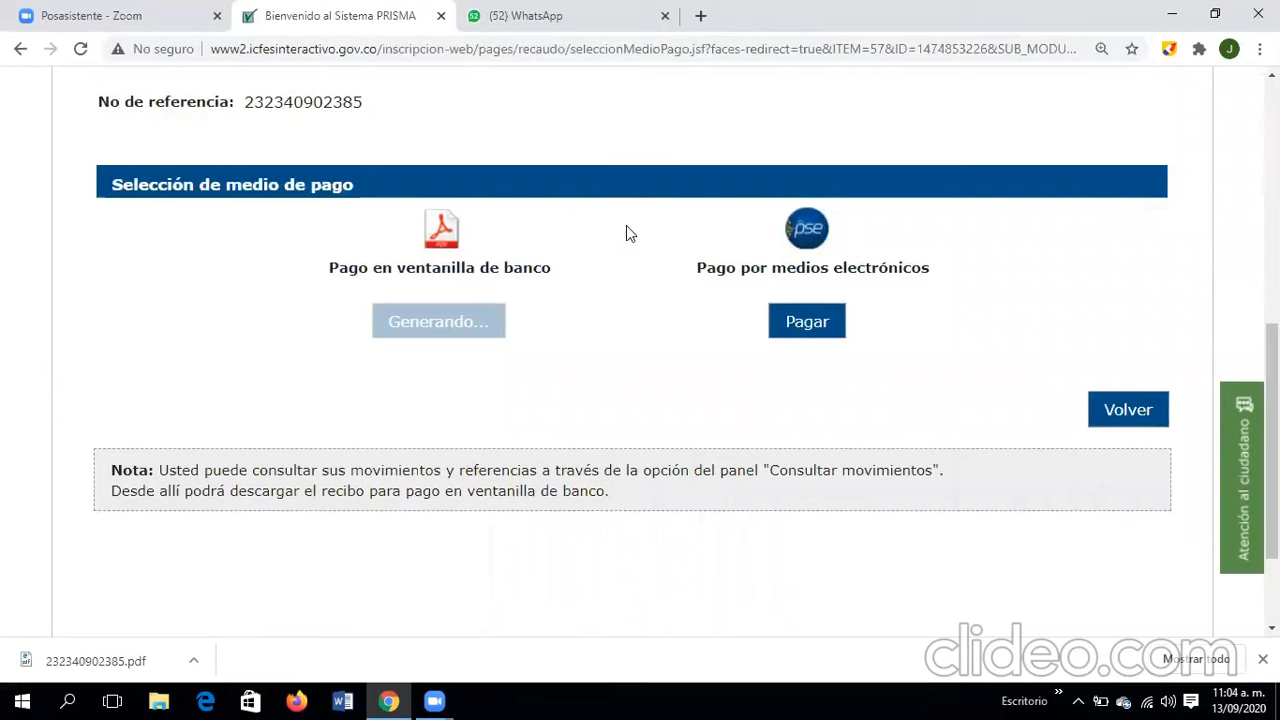 Posasistente - Zoom
Bienvenido al Sistema PRISMA
(52) WhatsApp
No seguro
www2.icfesinteractivo.gov.co/inscripcion-web/pages/recaudo/seleccionMedioPago.jsf?faces-redirect=true&ITEM=57&ID=1474853226&SUB_MODU...
J
No de referencia: 232340902385
Selección de medio de pago
PDF
pse
Pago en ventanilla de banco
Pago por medios electrónicos
Generando...
Pagar
Volver
Atención al ciudadano
Nota: Usted puede consultar sus movimientos y referencias a través de la opción del panel "Consultar movimientos".
Desde allí podrá descargar el recibo para pago en ventanilla de banco.
232340902385.pdf
Mostrar todo
clideo.com
Escritorio
11:04 a. m.
13/09/2020